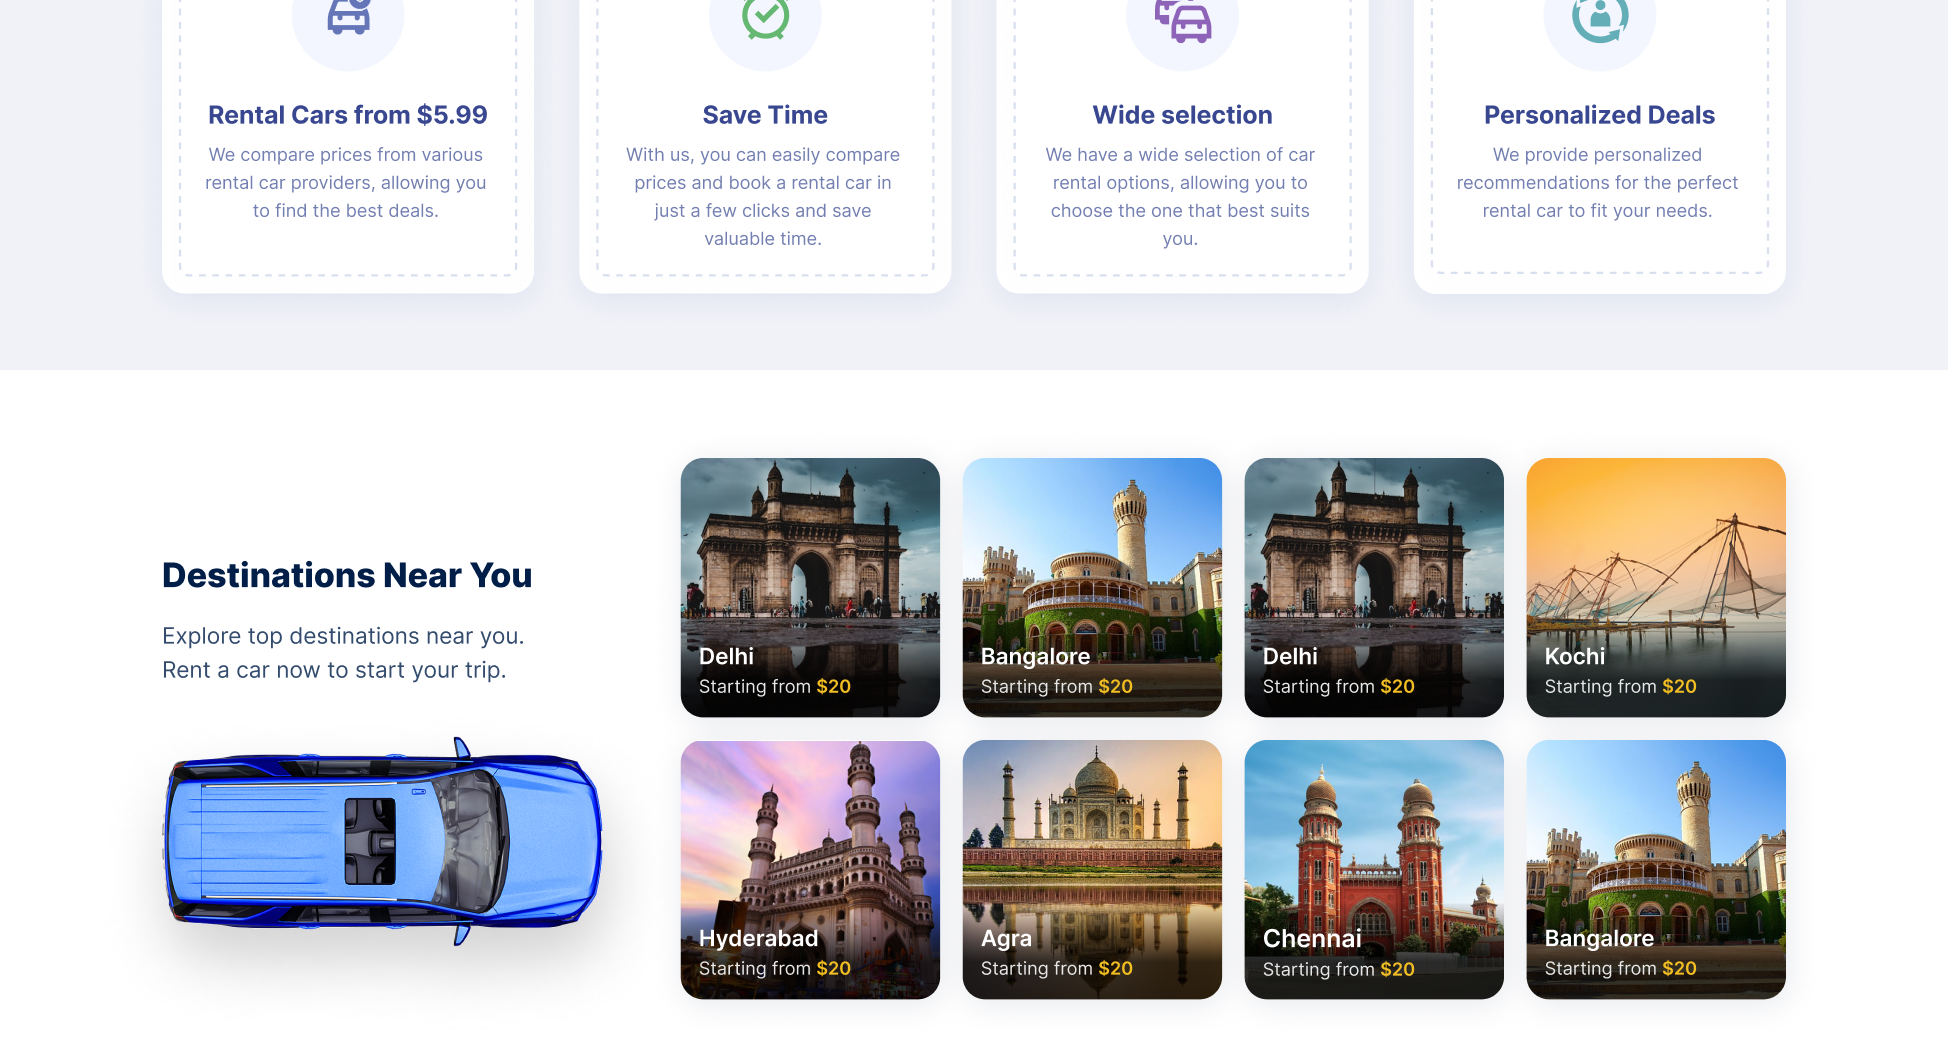 Rental Cars from $5.99
We compare prices from various
rental car providers, allowing you
to find the best deals.
Save Time
With us, you can easily compare
prices and book a rental car in
just a few clicks and save
valuable time.
Wide selection
We have a wide selection of car
rental options, allowing you to
choose the one that best suits
you.
Personalized Deals
We provide personalized
recommendations for the perfect
rental car to fit your needs.
Destinations Near You
Explore top destinations near you.
Rent a car now to start your trip.
Delhi
Starting from $20
Bangalore
Starting from $20
Delhi
Starting from $20
Kochi
Starting from $20
Hyderabad
Starting from $20
Agra
Starting from $20
Chennai
Starting from $20
Bangalore
Starting from $20